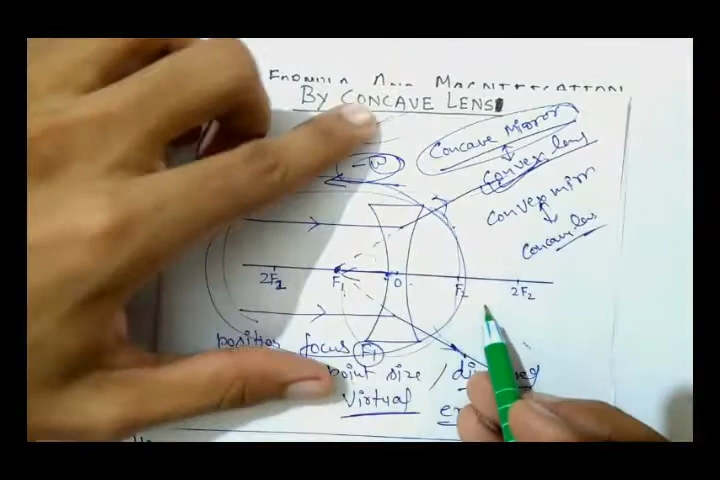 FORMULA AND MAGNIFICATION
BY CONCAVE LENS
Concave mirror
Convex lens
Convex mirror
Concave lens
2F1 F1 O F2 2F2
position focus F1
point size /
Virtual